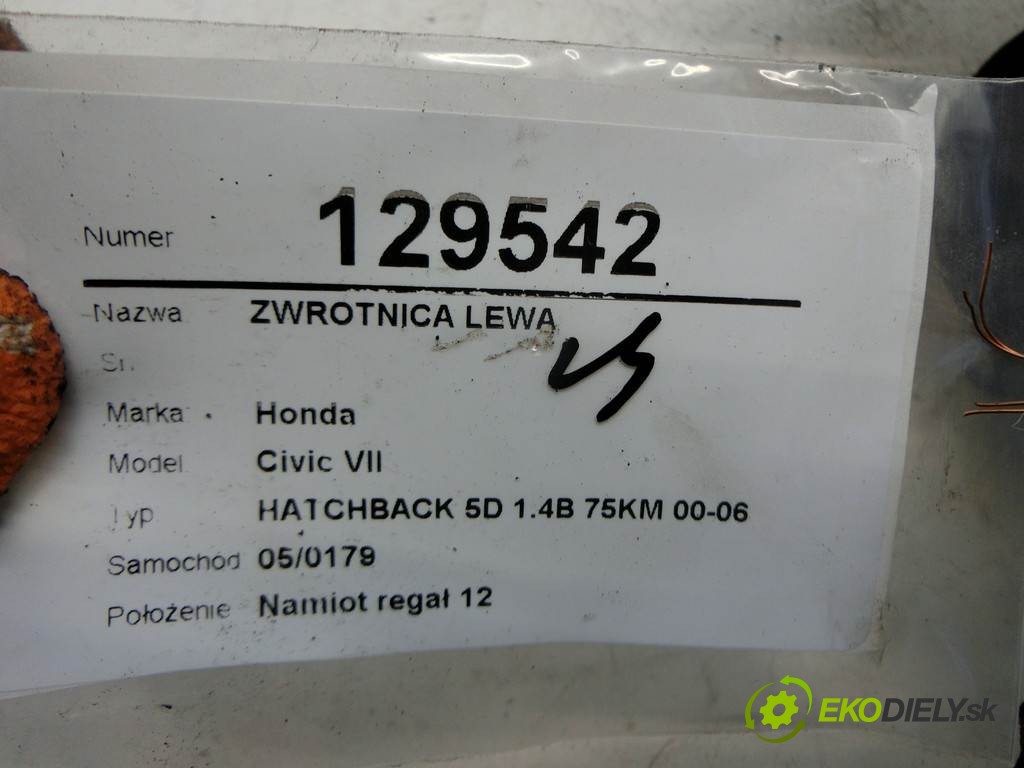 Numer 129542
Nazwa ZWROTNICA LEWA
Marka Honda
Model Civic VII
Typ HATCHBACK 5D 1.4B 75KM 00-06
Samochód 05/0179
Położenie Namiot regał 12
EKODIELY.sk